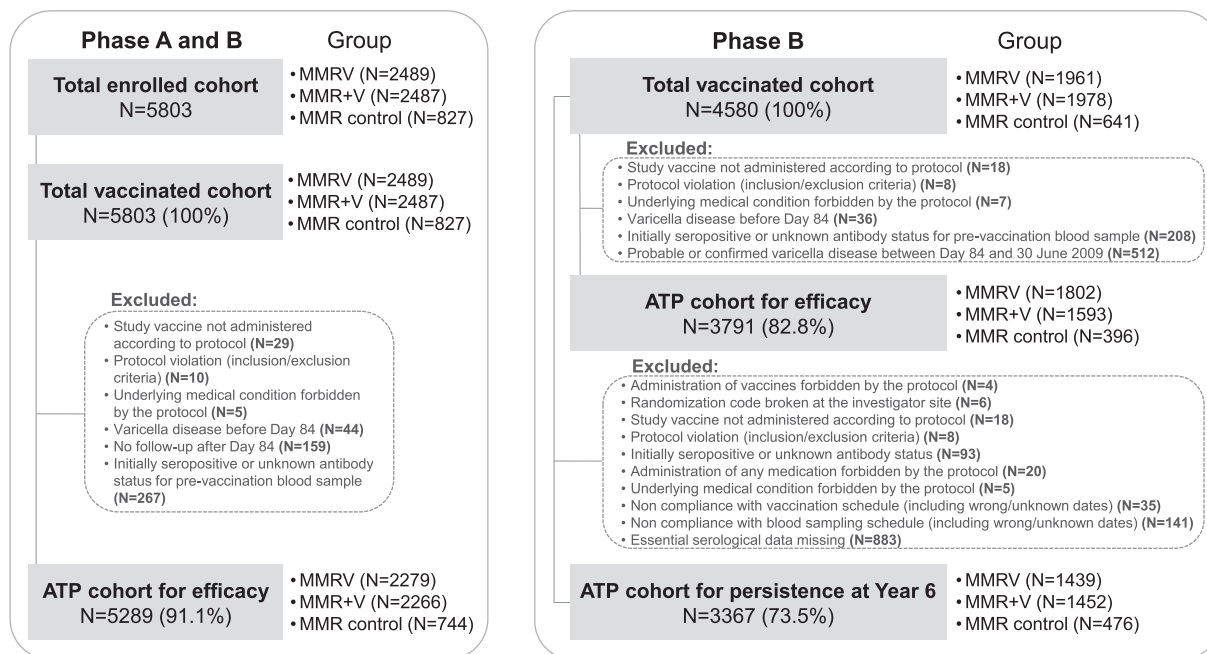 Phase A and B
Group
Total enrolled cohort
N=5803
• MMRV (N=2489)
• MMR+V (N=2487)
• MMR control (N=827)
Total vaccinated cohort
N=5803 (100%)
• MMRV (N=2489)
• MMR+V (N=2487)
• MMR control (N=827)
Excluded:
• Study vaccine not administered
according to protocol (N=29)
• Protocol violation (inclusion/exclusion
criteria) (N=10)
• Underlying medical condition forbidden
by the protocol (N=5)
• Varicella disease before Day 84 (N=44)
• No follow-up after Day 84 (N=159)
• Initially seropositive or unknown antibody
status for pre-vaccination blood sample
(N=267)
ATP cohort for efficacy
N=5289 (91.1%)
• MMRV (N=2279)
• MMR+V (N=2266)
• MMR control (N=744)
Phase B
Group
Total vaccinated cohort
N=4580 (100%)
• MMRV (N=1961)
• MMR+V (N=1978)
• MMR control (N=641)
Excluded:
• Study vaccine not administered according to protocol (N=18)
• Protocol violation (inclusion/exclusion criteria) (N=8)
• Underlying medical condition forbidden by the protocol (N=7)
• Varicella disease before Day 84 (N=36)
• Initially seropositive or unknown antibody status for pre-vaccination blood sample (N=208)
• Probable or confirmed varicella disease between Day 84 and 30 June 2009 (N=512)
ATP cohort for efficacy
N=3791 (82.8%)
• MMRV (N=1802)
• MMR+V (N=1593)
• MMR control (N=396)
Excluded:
• Administration of vaccines forbidden by the protocol (N=4)
• Randomization code broken at the investigator site (N=6)
• Study vaccine not administered according to protocol (N=18)
• Protocol violation (inclusion/exclusion criteria) (N=8)
• Initially seropositive or unknown antibody status (N=93)
• Administration of any medication forbidden by the protocol (N=20)
• Underlying medical condition forbidden by the protocol (N=5)
• Non compliance with vaccination schedule (including wrong/unknown dates) (N=35)
• Non compliance with blood sampling schedule (including wrong/unknown dates) (N=141)
• Essential serological data missing (N=883)
ATP cohort for persistence at Year 6
N=3367 (73.5%)
• MMRV (N=1439)
• MMR+V (N=1452)
• MMR control (N=476)